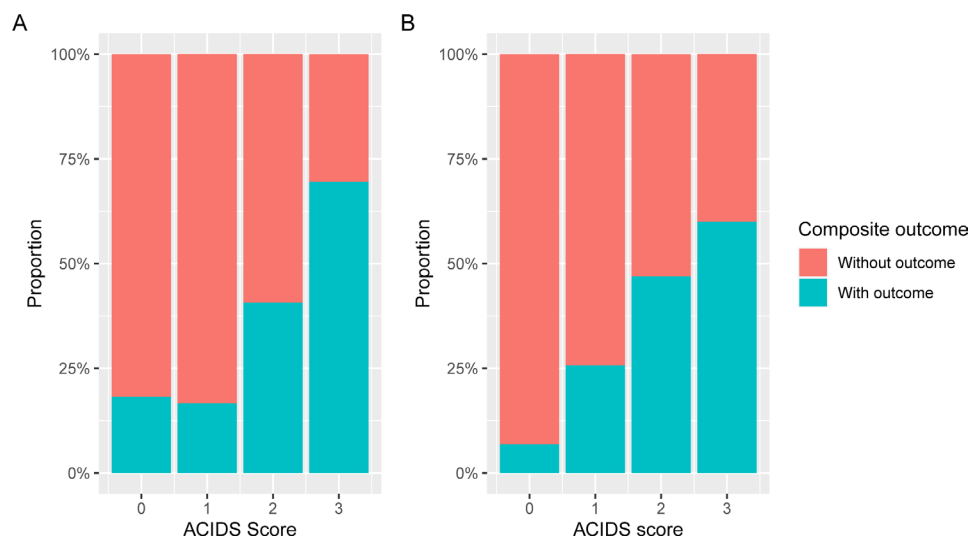 A
100%
75%
50%
25%
0%
Proportion
0 1 2 3
ACIDS Score
B
100%
75%
50%
25%
0%
Proportion
0 1 2 3
ACIDS score
Composite outcome
Without outcome
With outcome